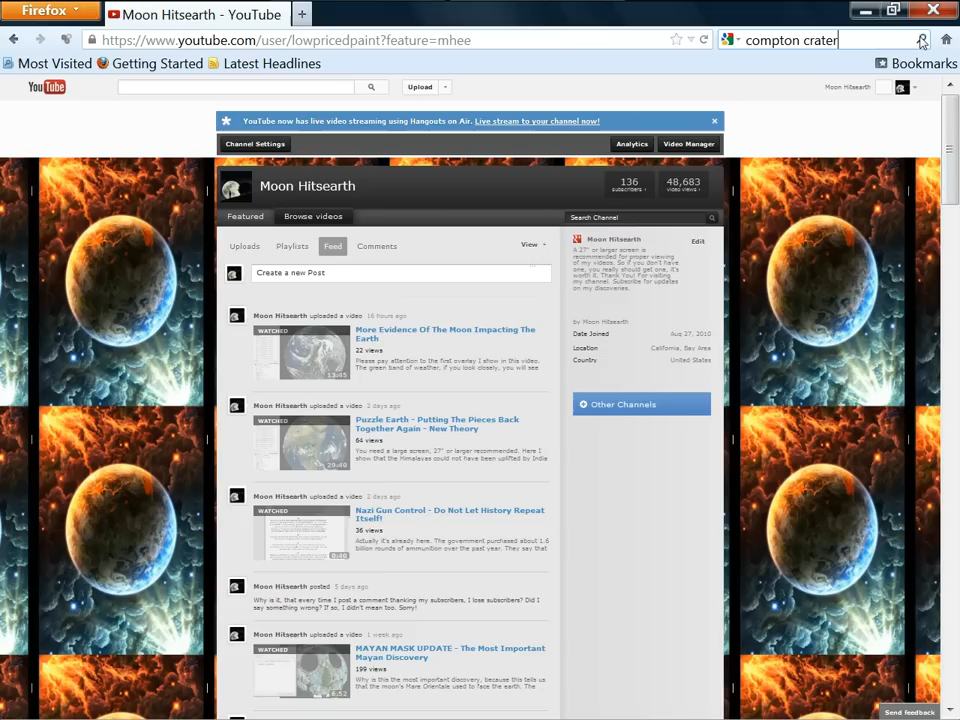 Firefox
Moon Hitsearth - YouTube
https://www.youtube.com/user/lowpricedpaint?feature=mhee
compton crater
Most Visited
Getting Started
Latest Headlines
Bookmarks
YouTube
Upload
Moon Hitsearth
YouTube now has live video streaming using Hangouts on Air. Live stream to your channel now!
Channel Settings
Analytics
Video Manager
Moon Hitsearth
136
subscribers
48,683
video views
Featured
Browse videos
Search Channel
Uploads
Playlists
Feed
Comments
View
Create a new Post
Moon Hitsearth uploaded a video 16 hours ago
WATCHED
13:45
More Evidence Of The Moon Impacting The
Earth
22 views
Please pay attention to the first overlay I show in this video.
The green band of weather, if you look closely, you will see
Moon Hitsearth uploaded a video 2 days ago
WATCHED
29:40
Puzzle Earth - Putting The Pieces Back
Together Again - New Theory
64 views
You need a large screen, 27" or larger recommended. Here I
show that the Himalayas could not have been uplifted by India
Moon Hitsearth uploaded a video 2 days ago
WATCHED
0:40
Nazi Gun Control - Do Not Let History Repeat
Itself!
36 views
Actually it's already here. The government purchased about 1.6
billion rounds of ammunition over the past year. They say that
Moon Hitsearth posted 5 days ago
Why is it, that every time I post a comment thanking my subscribers, I lose subscribers? Did I
say something wrong? If so, I didn't mean too. Sorry!
Moon Hitsearth uploaded a video 1 week ago
WATCHED
6:52
MAYAN MASK UPDATE - The Most Important
Mayan Discovery
199 views
Why is this the most important discovery, because this tells us
that the moon's Mare Orientale used to face the earth. The
Moon Hitsearth
Edit
A 27" or larger screen is
recommended for proper viewing
of my videos. So if you don't have
one, you really should get one, it's
worth it. Thank You! For visiting
my channel. Subscribe for updates
on my discoveries.
by Moon Hitsearth
Date Joined Aug 27, 2010
Location California, Bay Area
Country United States
Other Channels
Send feedback